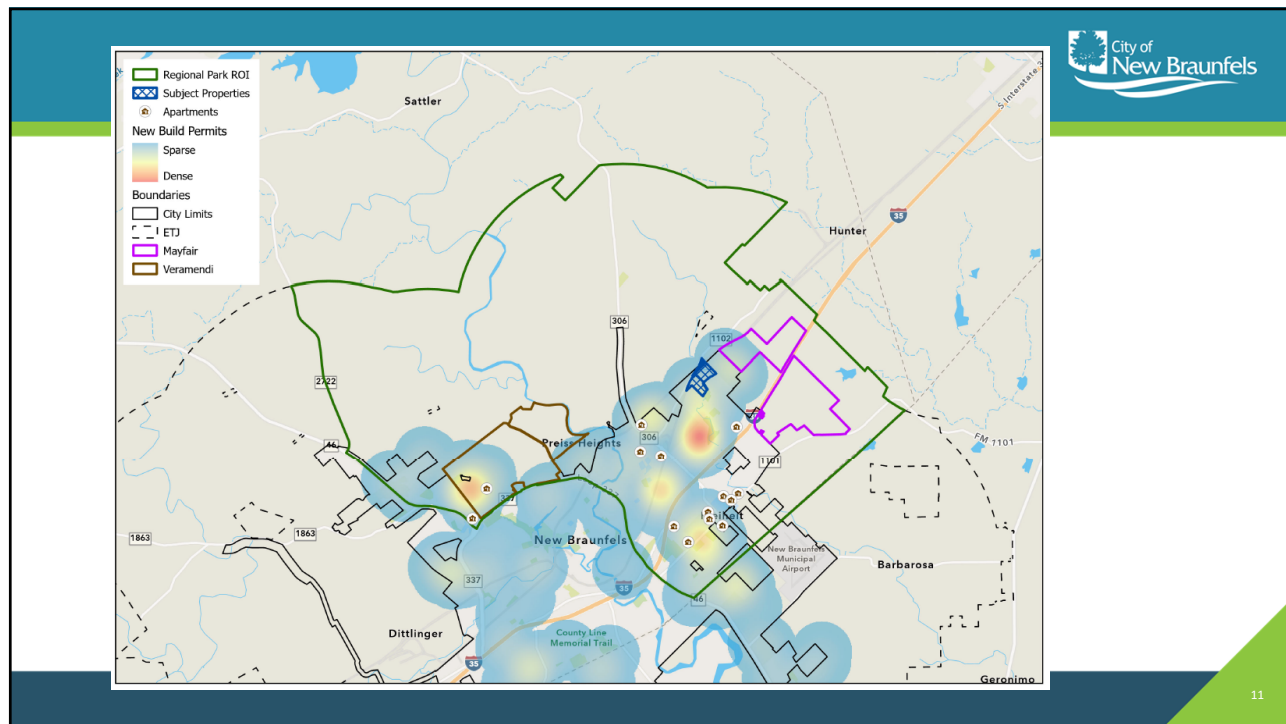 City of
New Braunfels
Regional Park ROI
Subject Properties
Apartments
New Build Permits
Sparse
Dense
Boundaries
City Limits
ETJ
Mayfair
Veramendi
Sattler
S Interstate 35
35
Hunter
306
1102
2722
46
Preiss Heights
306
1101
FM 1101
337
1863
1863
New Braunfels
New Braunfels
Municipal
Airport
Barbarosa
337
35
46
Dittlinger
County Line
Memorial Trail
35
Geronimo
11